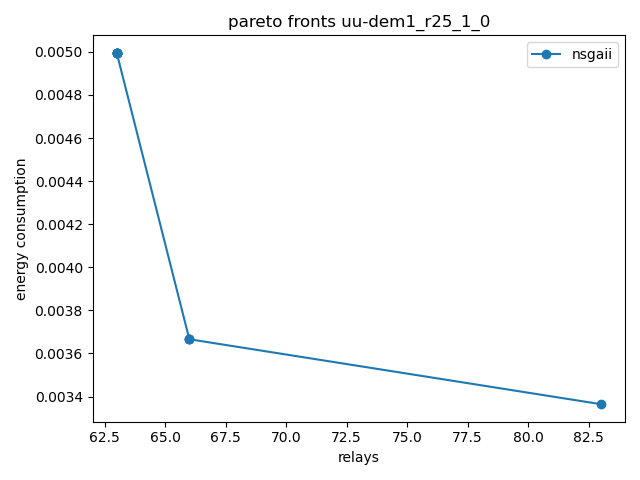 pareto fronts uu-dem1_r25_1_0
nsgaii
energy consumption
0.0050
0.0048
0.0046
0.0044
0.0042
0.0040
0.0038
0.0036
0.0034
62.5 65.0 67.5 70.0 72.5 75.0 77.5 80.0 82.5
relays